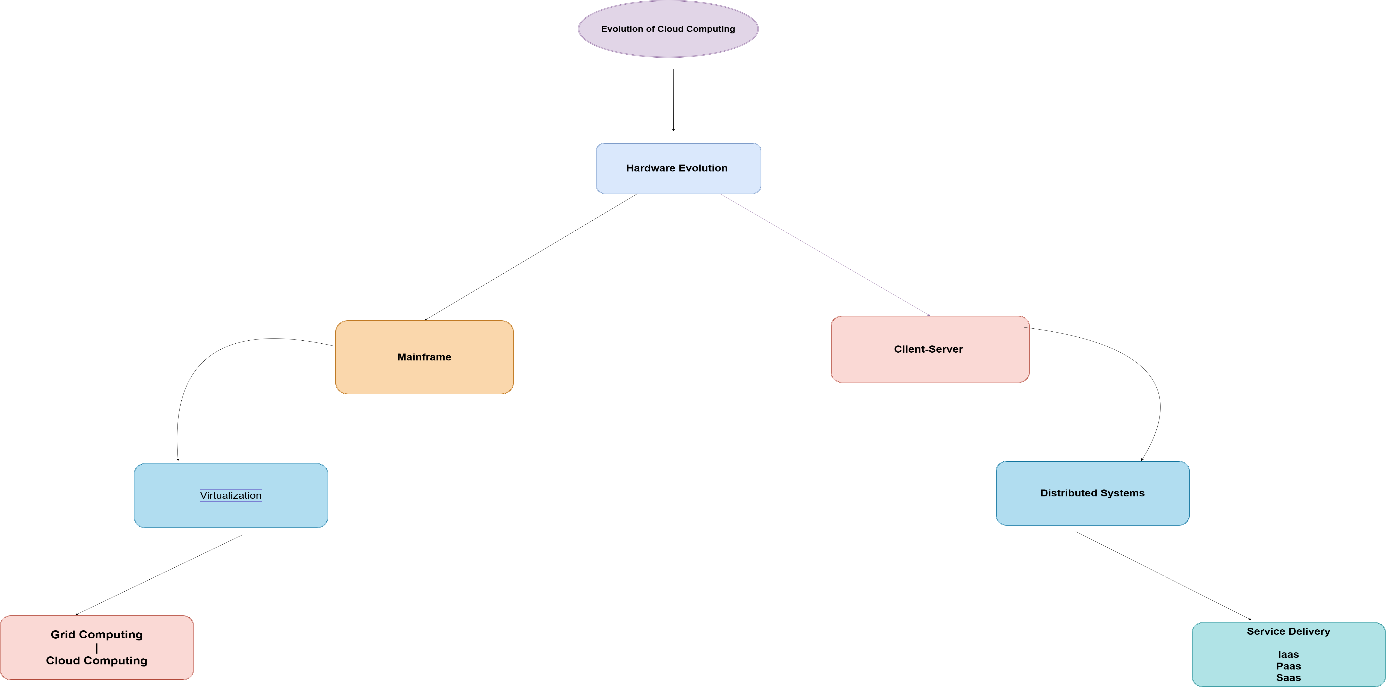 Evolution of Cloud Computing
Hardware Evolution
Mainframe
Client-Server
Virtualization
Distributed Systems
Grid Computing
|
Cloud Computing
Service Delivery
Iaas
Paas
Saas